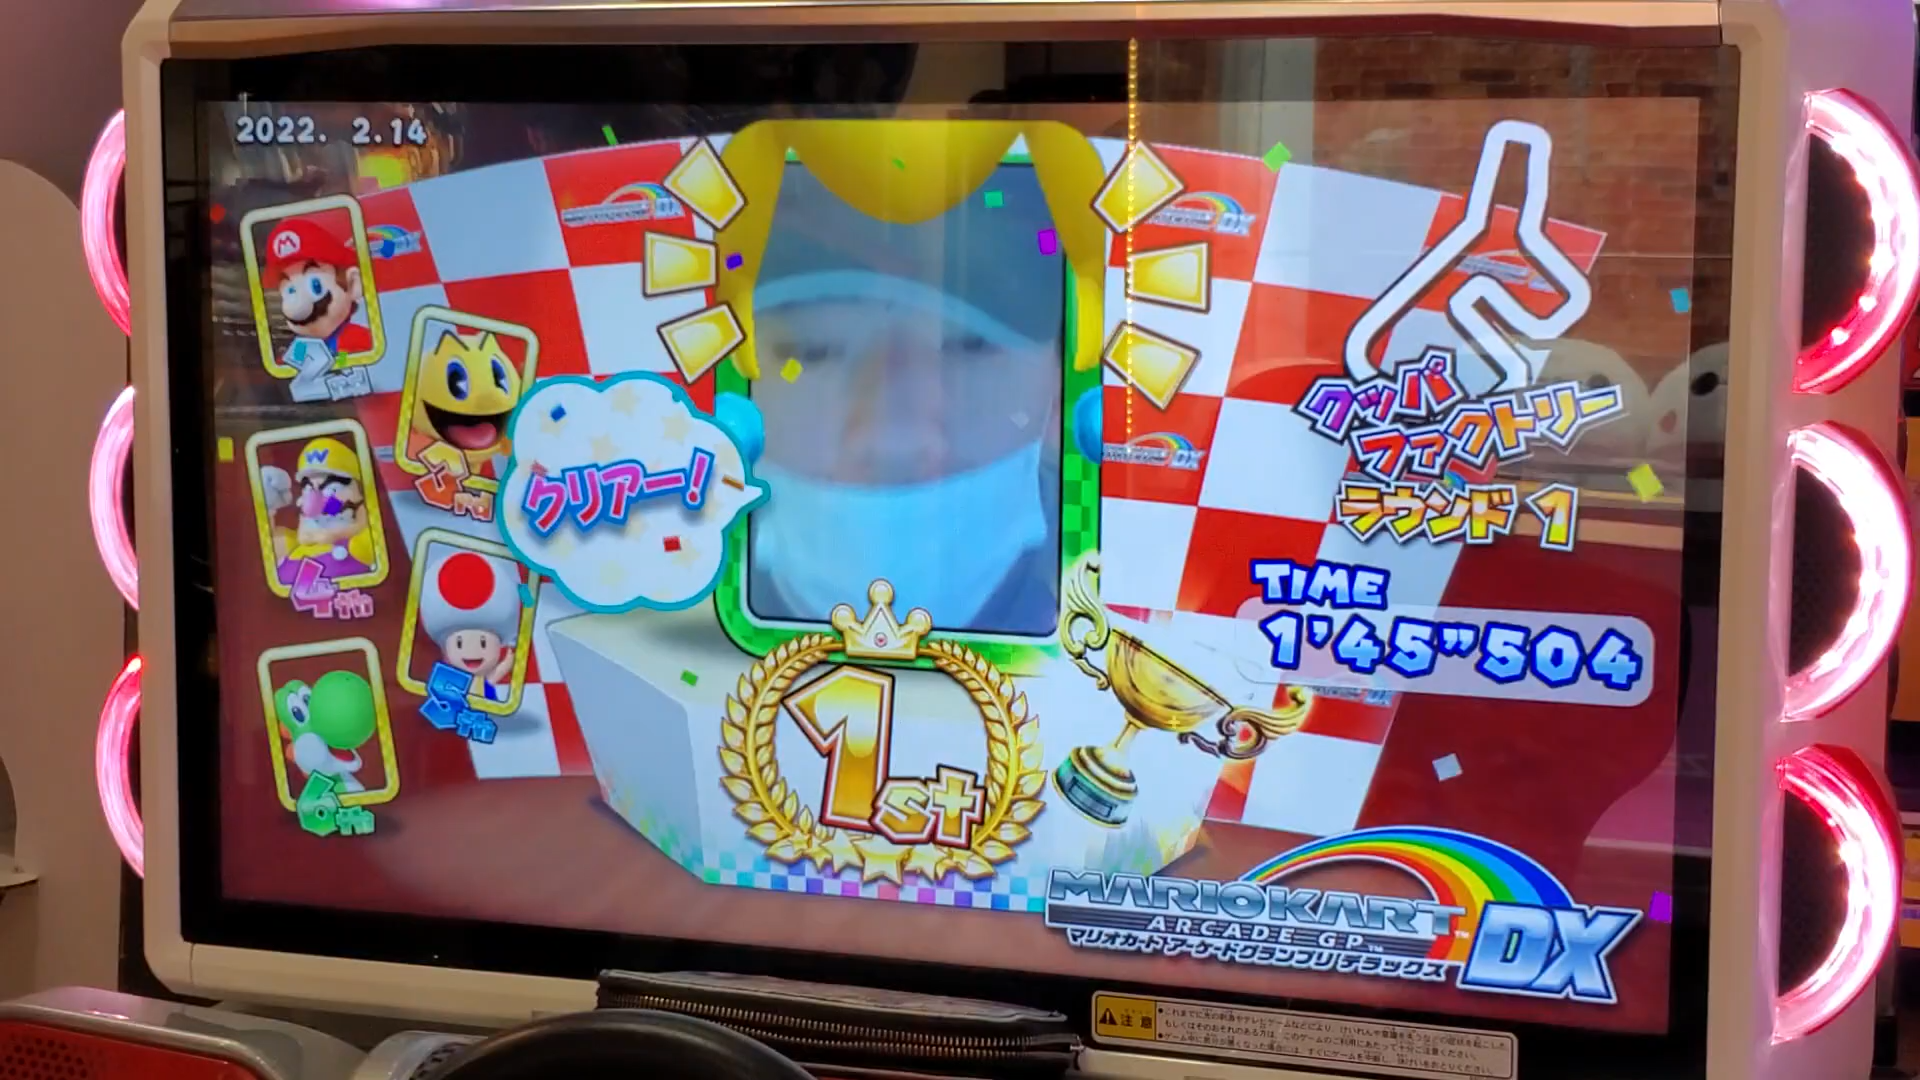 2022. 2.14
M
2nd
3rd
W
4th
5th
6th
クリアー!
1st
クッパ
ファクトリー
ラウンド 1
TIME
1'45"504
MARIOKART
ARCADE GP
DX
マリオカート アーケードグランプリ デラックス
注意